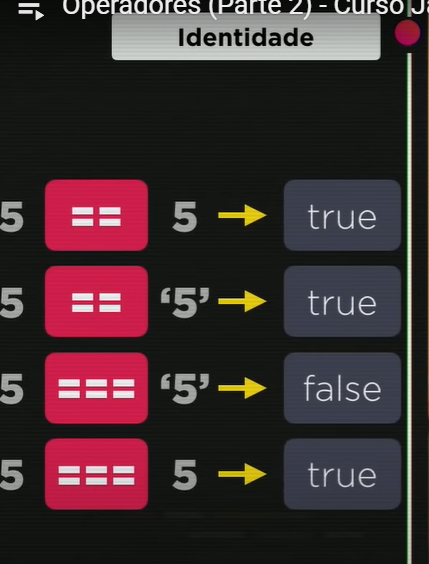 Operadores (Parte 2) - Curso Ja
Identidade
5 == 5 → true
5 == ‘5’ → true
5 === ‘5’ → false
5 === 5 → true